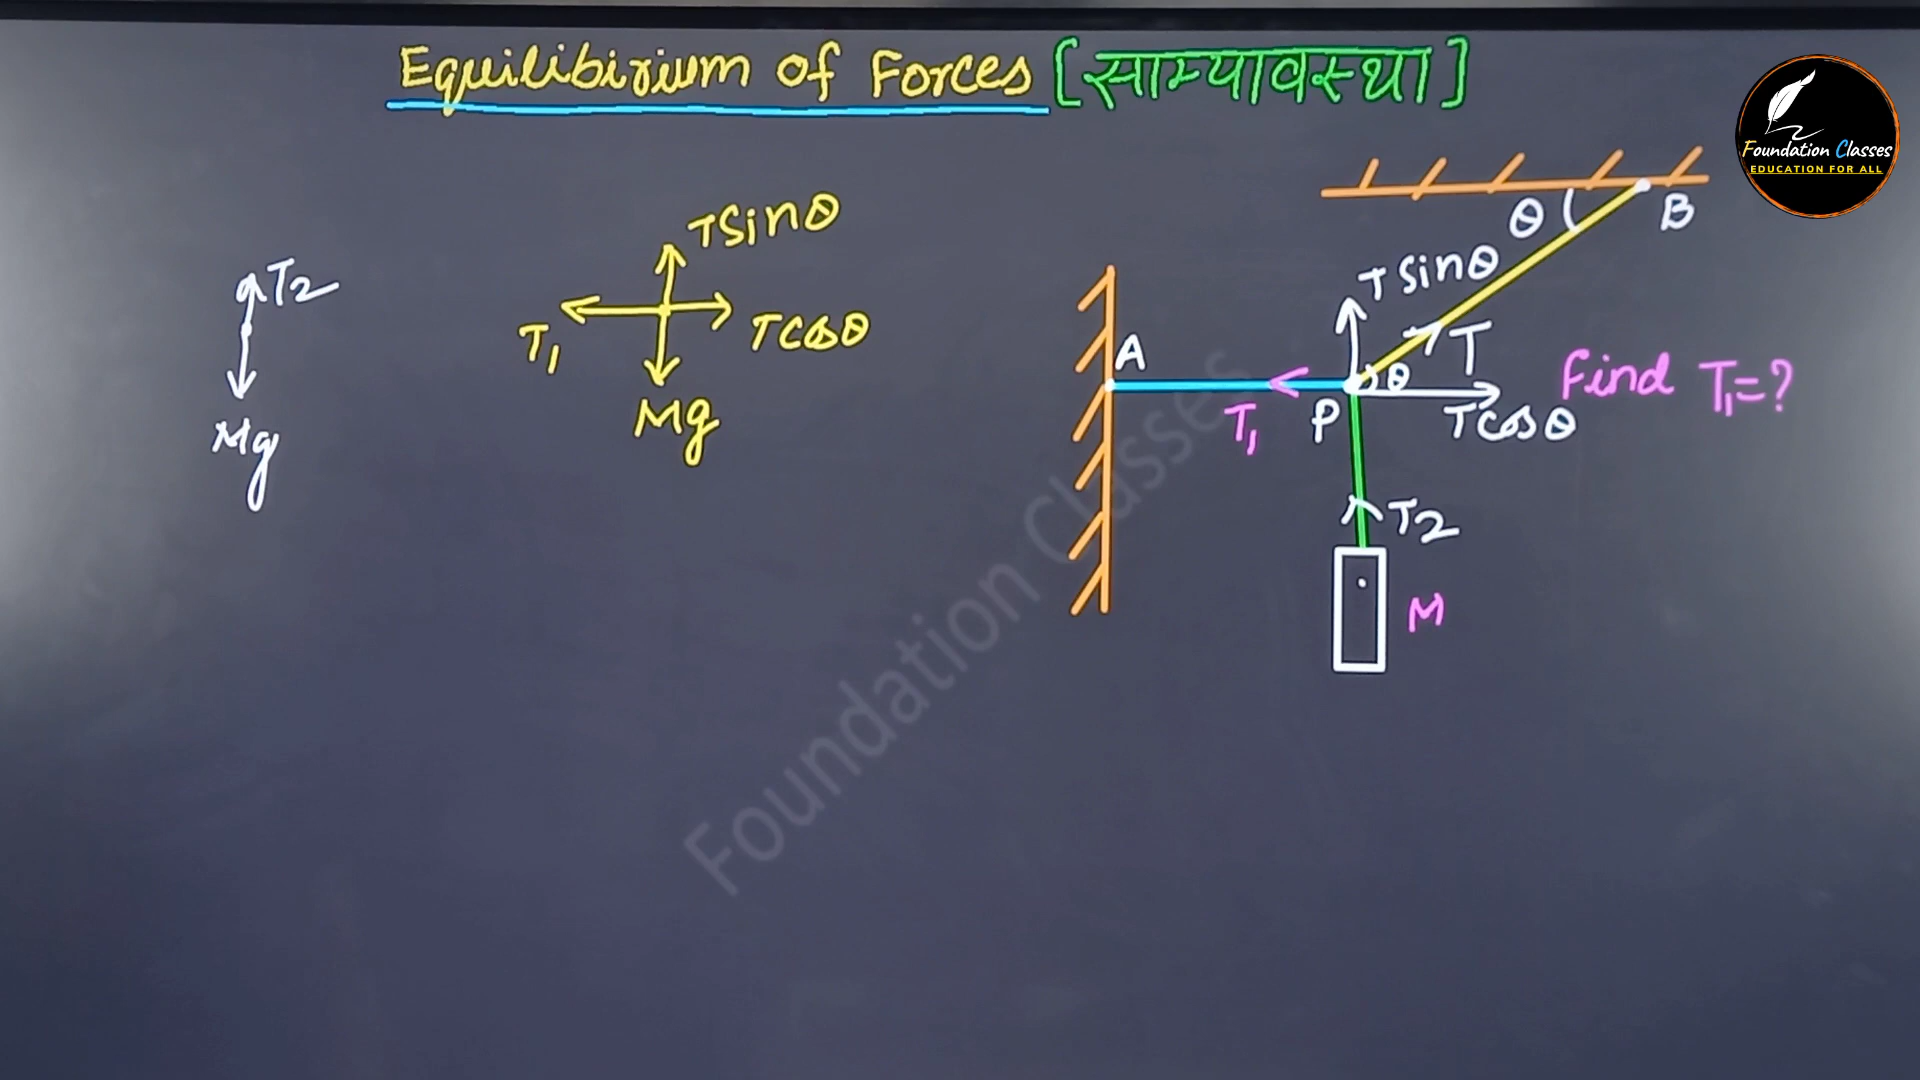 Equilibirium of Forces [साम्यावस्था]
Foundation Classes
EDUCATION FOR ALL
T2
Mg
TSinθ
T1
Tcosθ
Mg
θ
B
T sinθ
A
T
θ
Find T1=?
T1
P
Tcosθ
T2
M
Foundation Classes